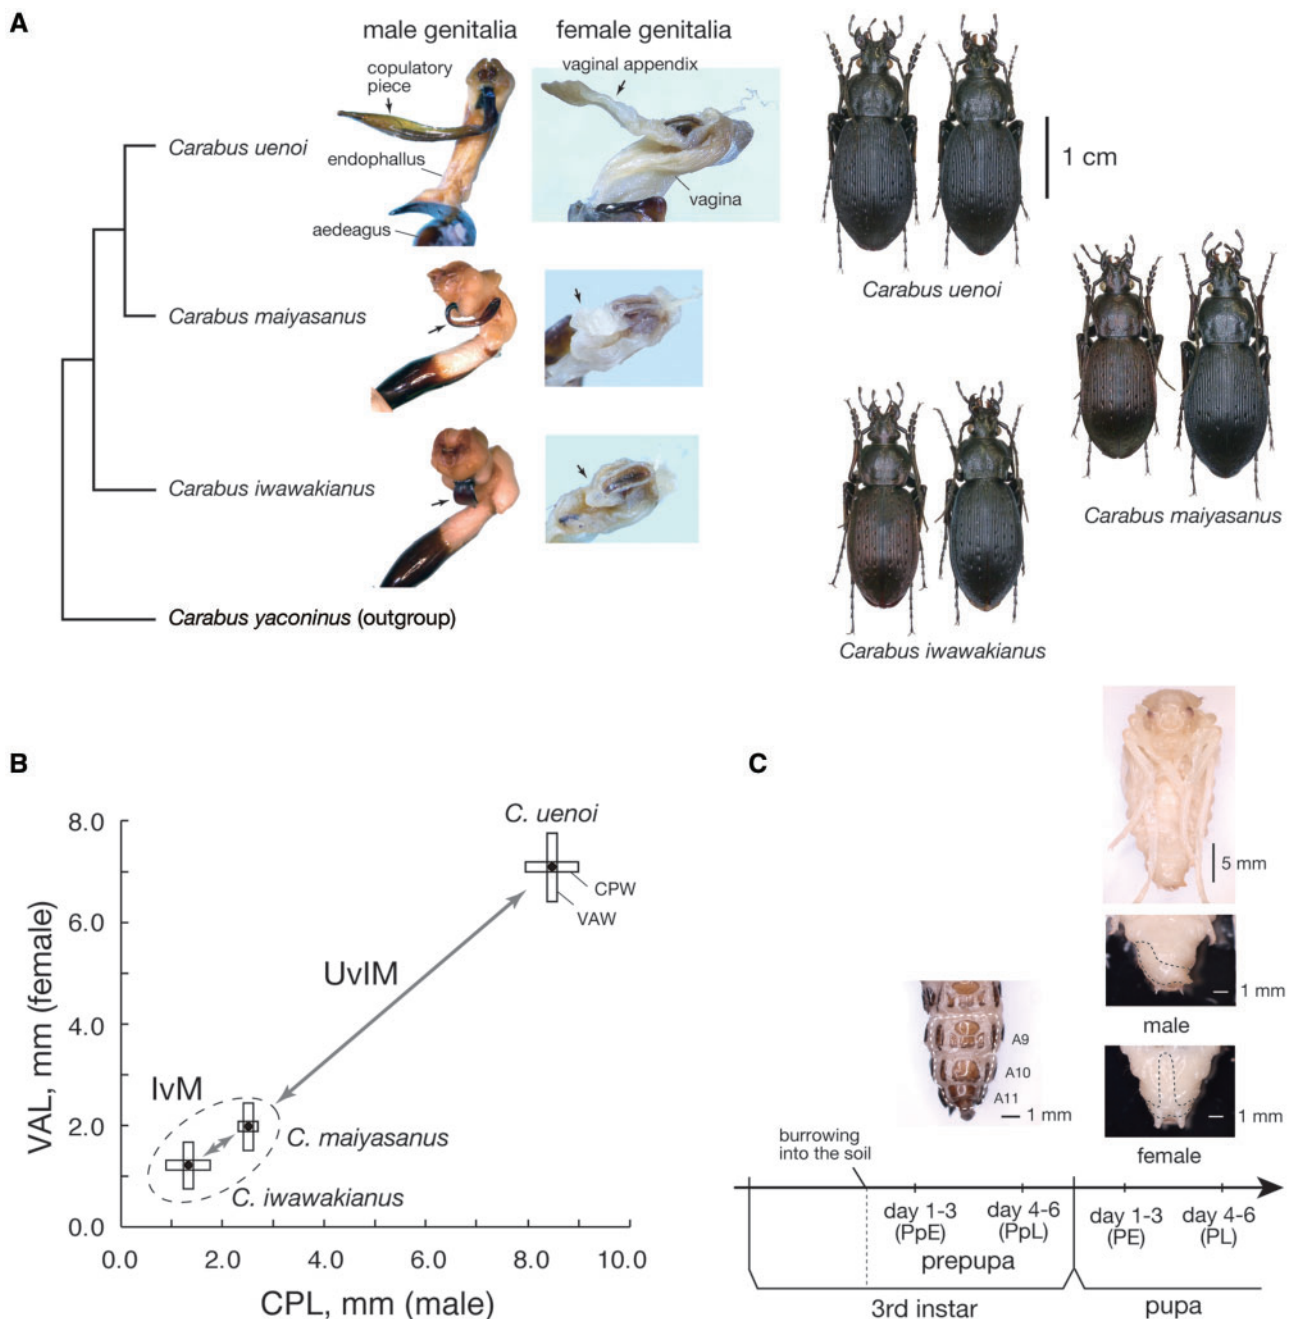 A
male genitalia
female genitalia
copulatory
piece
vaginal appendix
Carabus uenoi
endophallus
vagina
aedeagus
1 cm
Carabus uenoi
Carabus maiyasanus
Carabus iwawakianus
Carabus maiyasanus
Carabus yaconinus (outgroup)
Carabus iwawakianus
B
8.0
6.0
4.0
2.0
0.0
VAL, mm (female)
C. uenoi
CPW
VAW
UvIM
IvM
C. maiyasanus
C. iwawakianus
0.0 2.0 4.0 6.0 8.0 10.0
CPL, mm (male)
C
5 mm
1 mm
male
A9
A10
A11
1 mm
1 mm
female
burrowing
into the soil
day 1-3
(PpE)
day 4-6
(PpL)
day 1-3
(PE)
day 4-6
(PL)
prepupa
3rd instar
pupa